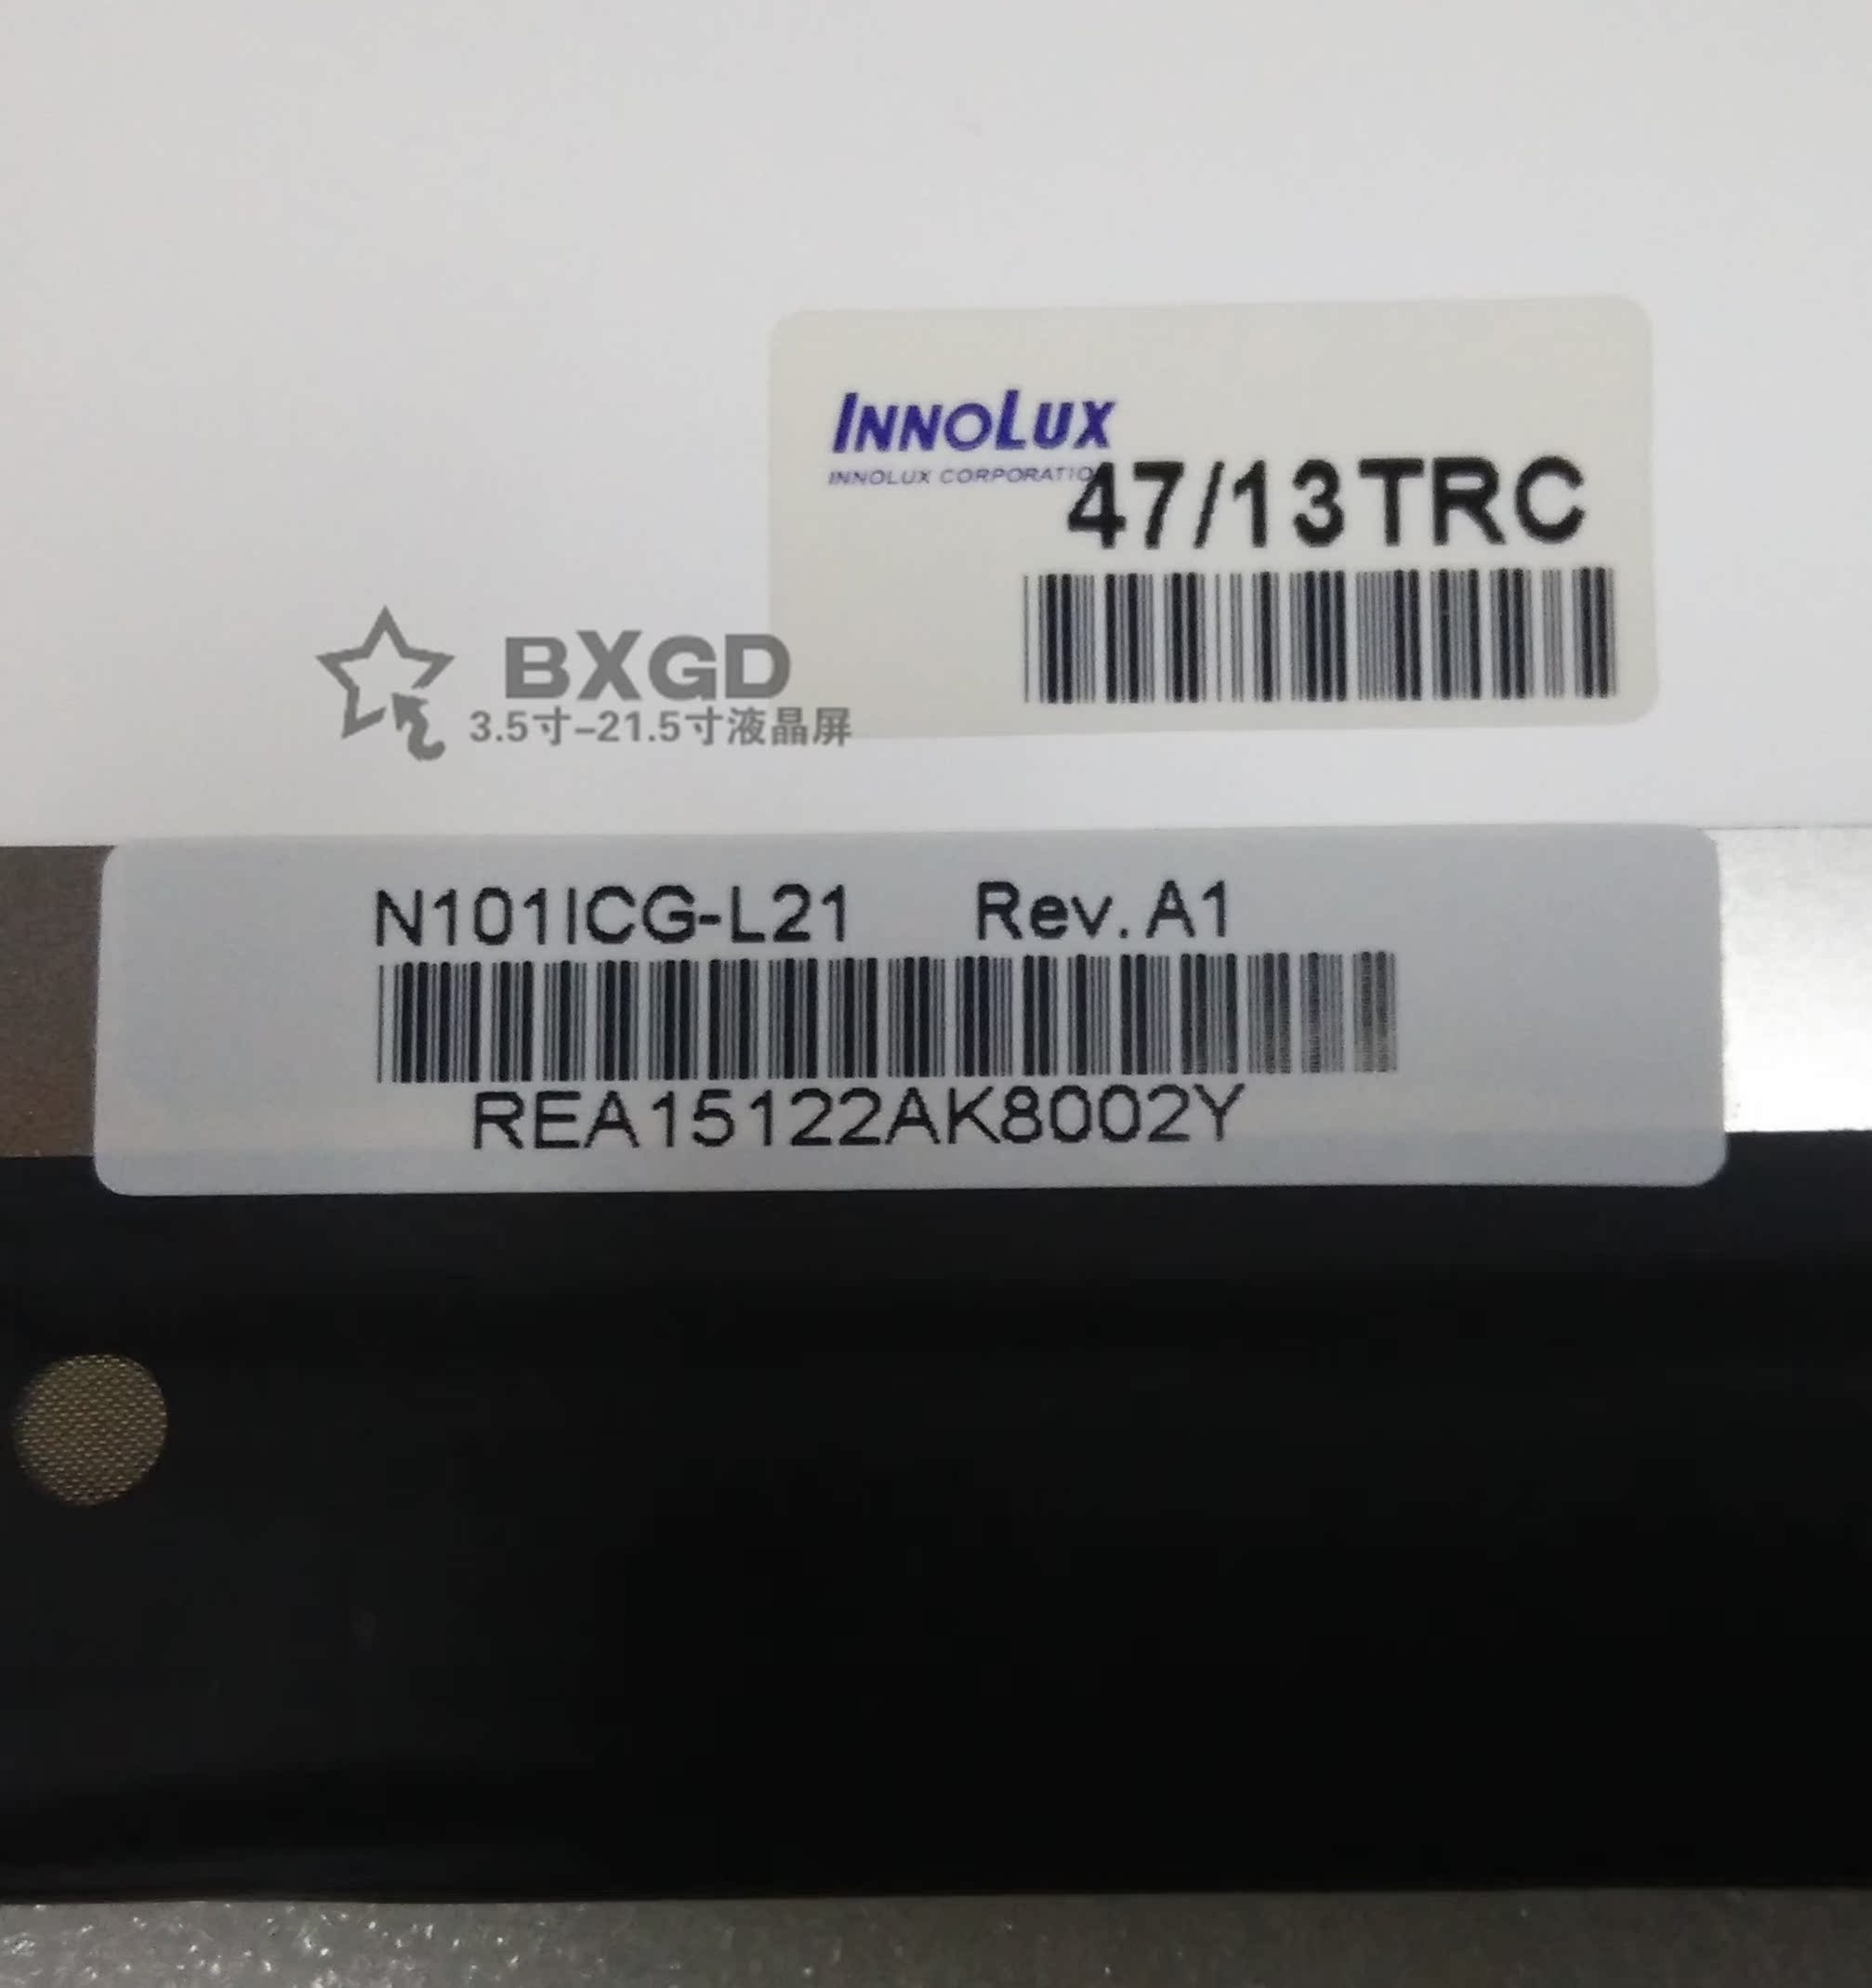 INNOLUX
INNOLUX CORPORATIO
47/13TRC
BXGD
3.5寸-21.5寸液晶屏
N101ICG-L21 Rev. A1
REA15122AK8002Y